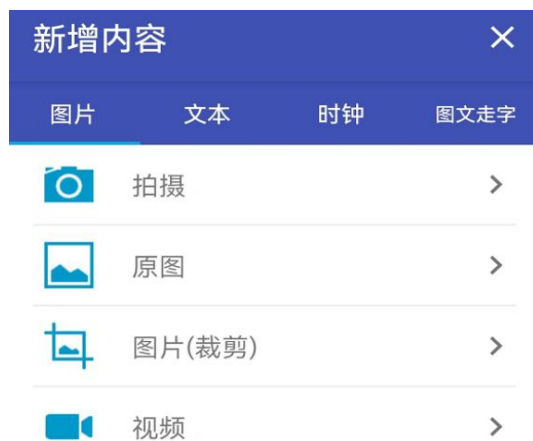 新增内容
图片 文本 时钟 图文走字
拍摄
原图
图片(裁剪)
视频